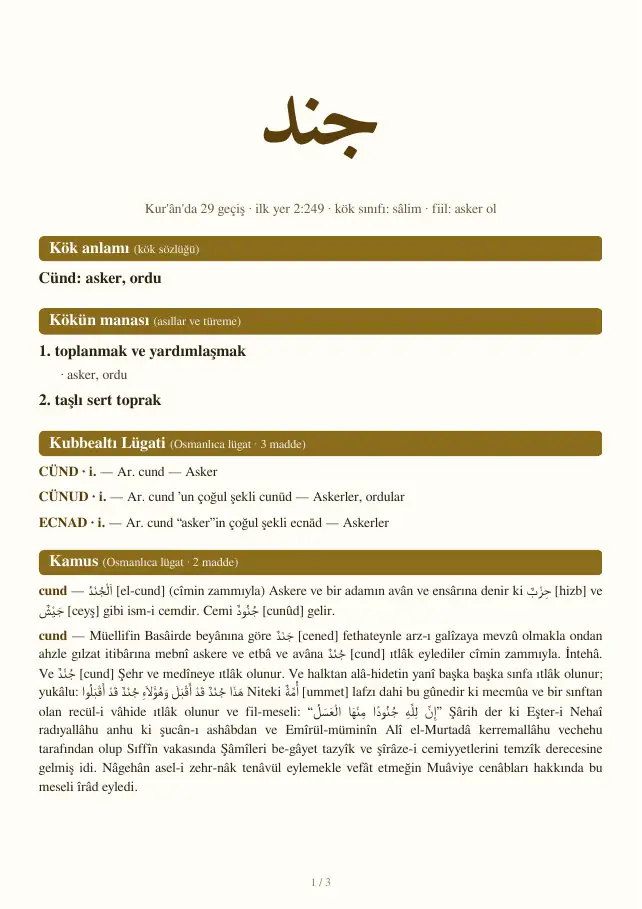 جند
Kur'ân'da 29 geçiş · ilk yer 2:249 · kök sınıfı: sâlim · fiil: asker ol
Kök anlamı (kök sözlüğü)
Cünd: asker, ordu
Kökün manası (asıllar ve türeme)
1. toplanmak ve yardımlaşmak
· asker, ordu
2. taşlı sert toprak
Kubbealtı Lügati (Osmanlıca lügat · 3 madde)
CÜND · i. — Ar. cund — Asker
CÜNUD · i. — Ar. cund 'un çoğul şekli cunūd — Askerler, ordular
ECNAD · i. — Ar. cund “asker”in çoğul şekli ecnād — Askerler
Kamus (Osmanlıca lügat · 2 madde)
cund — اَلْجُنْدُ [el-cund] (cîmin zammıyla) Askere ve bir adamın avân ve ensârına denir ki حِزْبٌ [hizb] ve
جَيْشٌ [ceyş] gibi ism-i cemdir. Cemi جُنُودٌ [cunûd] gelir.
cund — Müellifin Basâirde beyânına göre جَنَدٌ [cened] fethateynle arz-ı galîzaya mevzû olmakla ondan
ahzle gılzat itibârına mebnî askere ve etbâ ve avâna جُنْدٌ [cund] ıtlâk eylediler cîmin zammıyla. İntehâ.
Ve جُنْدٌ [cund] Şehr ve medîneye ıtlâk olunur. Ve halktan alâ-hidetin yanî başka başka sınfa ıtlâk olunur;
yukâlu: هَذَا جُنْدٌ قَدْ أَقْبَلَ وَهَؤُلاَءِ جُنْدٌ قَدْ أَقْبَلُوا Niteki أُمَّةٌ [ummet] lafzı dahi bu gûnedir ki mecmûa ve bir sınftan
olan recül-i vâhide ıtlâk olunur ve fil-meseli: “إِنَّ لِلَّهِ جُنُودًا مِنْهَا الْعَسَلُ” Şârih der ki Eşter-i Nehaî
radıyallâhu anhu ki şucân-ı ashâbdan ve Emîrül-müminîn Alî el-Murtadâ kerremallâhu vechehu
tarafından olup Sıffîn vakasında Şâmîleri be-gâyet tazyîk ve şîrâze-i cemiyyetlerini temzîk derecesine
gelmiş idi. Nâgehân asel-i zehr-nâk tenâvül eylemekle vefât etmeğin Muâviye cenâbları hakkında bu
meseli îrâd eyledi.
1 / 3